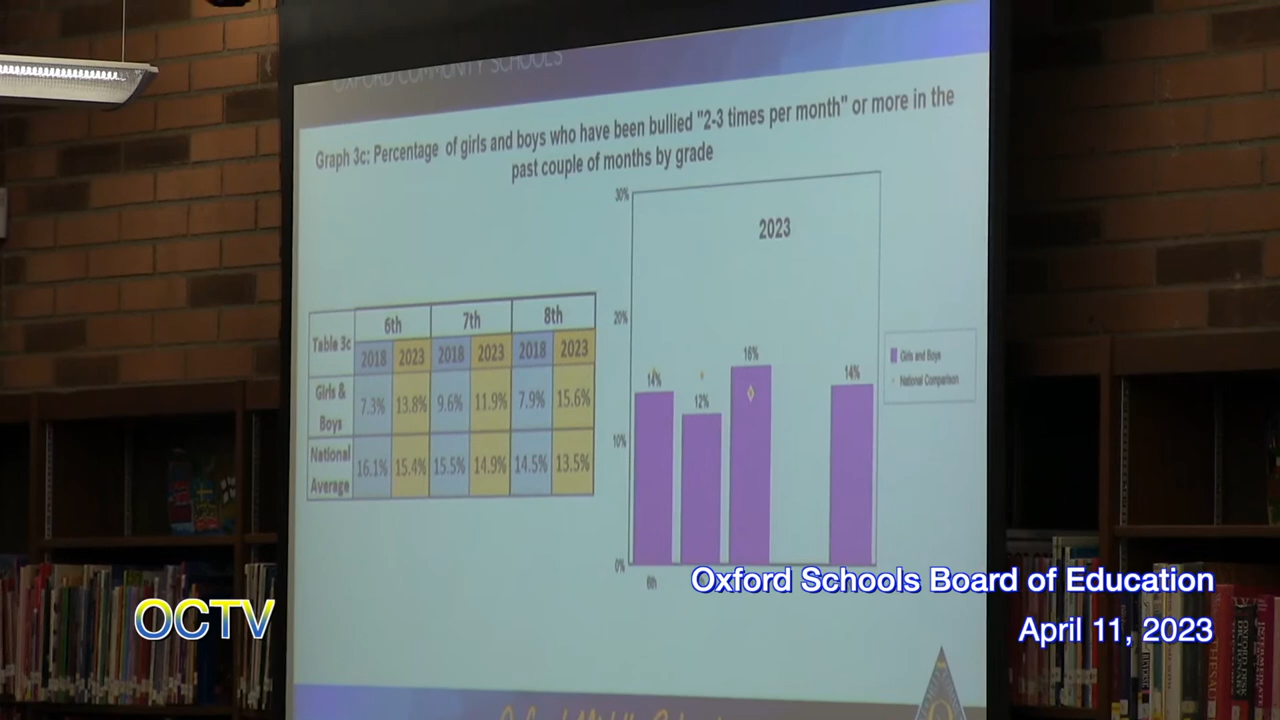 OXFORD COMMUNITY SCHOOLS
Graph 3c: Percentage of girls and boys who have been bullied "2-3 times per month" or more in the
past couple of months by grade
Table 3c
6th 7th 8th
2018 2023 2018 2023 2018 2023
Girls &
Boys
7.3% 13.8% 9.6% 11.9% 7.9% 15.6%
National
Average
16.1% 15.4% 15.5% 14.9% 14.5% 13.5%
30%
2023
20%
16%
14%
12%
14%
10%
0%
6th
Girls and Boys
National Comparison
Oxford Schools Board of Education
April 11, 2023
OCTV